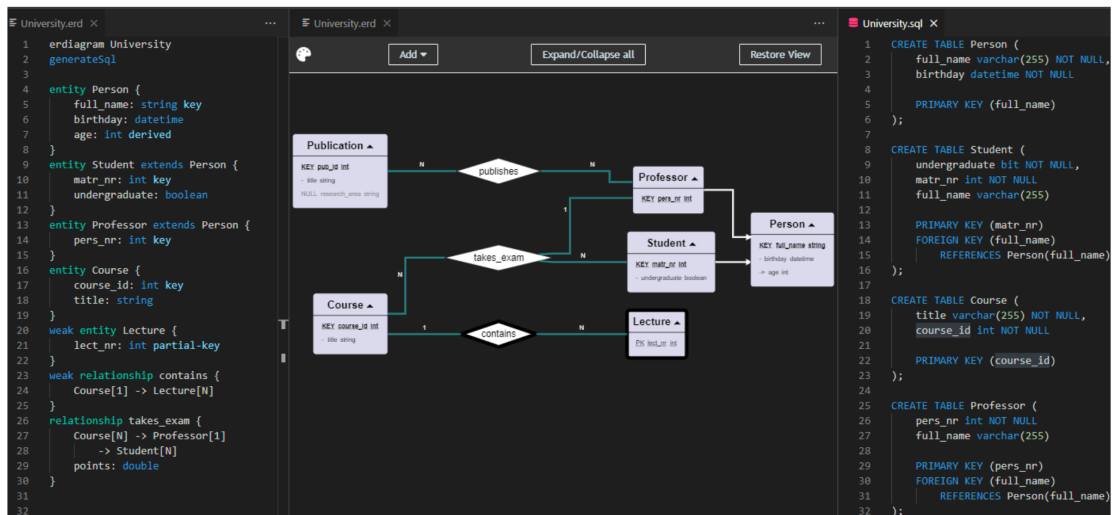 University.erd
1 erdiagram University
2 generateSql
3
4 entity Person {
5 full_name: string key
6 birthday: datetime
7 age: int derived
8 }
9 entity Student extends Person {
10 matr_nr: int key
11 undergraduate: boolean
12 }
13 entity Professor extends Person {
14 pers_nr: int key
15 }
16 entity Course {
17 course_id: int key
18 title: string
19 }
20 weak entity Lecture {
21 lect_nr: int partial-key
22 }
23 weak relationship contains {
24 Course[1] -> Lecture[N]
25 }
26 relationship takes_exam {
27 Course[N] -> Professor[1]
28 -> Student[N]
29 points: double
30 }
31
32
University.erd
Add
Expand/Collapse all
Restore View
Publication
KEY pub_id int
- title string
NULL research_area string
N
publishes
N
Professor
KEY pers_nr int
1
Person
KEY full_name string
- birthday datetime
-> age int
Student
KEY matr_nr int
- undergraduate boolean
takes_exam
N
N
Course
KEY course_id int
- title string
1
contains
N
Lecture
PK lect_nr int
University.sql
1 CREATE TABLE Person (
2 full_name varchar(255) NOT NULL,
3 birthday datetime NOT NULL
4
5 PRIMARY KEY (full_name)
6 );
7
8 CREATE TABLE Student (
9 undergraduate bit NOT NULL,
10 matr_nr int NOT NULL
11 full_name varchar(255)
12
13 PRIMARY KEY (matr_nr)
14 FOREIGN KEY (full_name)
15 REFERENCES Person(full_name)
16 );
17
18 CREATE TABLE Course (
19 title varchar(255) NOT NULL,
20 course_id int NOT NULL
21
22 PRIMARY KEY (course_id)
23 );
24
25 CREATE TABLE Professor (
26 pers_nr int NOT NULL
27 full_name varchar(255)
28
29 PRIMARY KEY (pers_nr)
30 FOREIGN KEY (full_name)
31 REFERENCES Person(full_name)
32 );